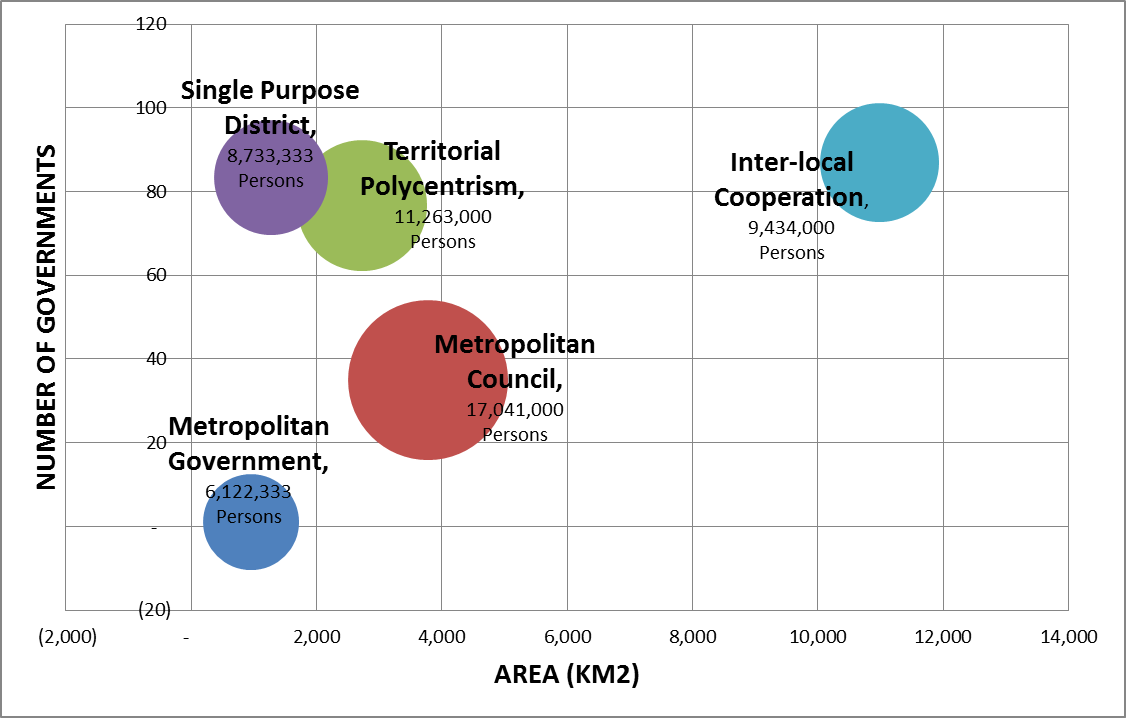 NUMBER OF GOVERNMENTS
120
100
80
60
40
20
-
(20)
Single Purpose
District,
8,733,333
Persons
Territorial
Polycentrism,
11,263,000
Persons
Inter-local
Cooperation,
9,434,000
Persons
Metropolitan
Council,
17,041,000
Persons
Metropolitan
Government,
6,122,333
Persons
(2,000) - 2,000 4,000 6,000 8,000 10,000 12,000 14,000
AREA (KM2)